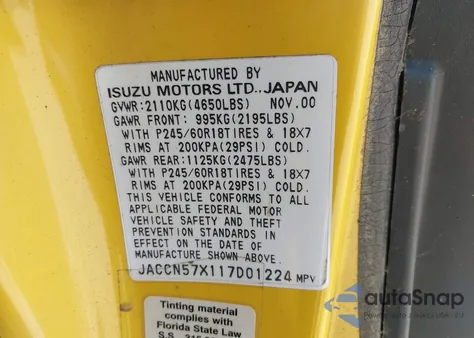 MANUFACTURED BY
ISUZU MOTORS LTD., JAPAN
GVWR: 2110KG(4650LBS) NOV. 00
GAWR FRONT: 995KG(2195LBS)
WITH P245/60R18TIRES & 18X7
RIMS AT 200KPA(29PSI) COLD.
GAWR REAR: 1125KG(2475LBS)
WITH P245/60R18TIRES & 18X7
RIMS AT 200KPA(29PSI) COLD.
THIS VEHICLE CONFORMS TO ALL
APPLICABLE FEDERAL MOTOR
VEHICLE SAFETY AND THEFT
PREVENTION STANDARDS IN
EFFECT ON THE DATE OF
MANUFACTURE SHOWN ABOVE.
JACCN57X117D01224 MPV
Tinting material
complies with
Florida State Law
S.S.
autoSnap